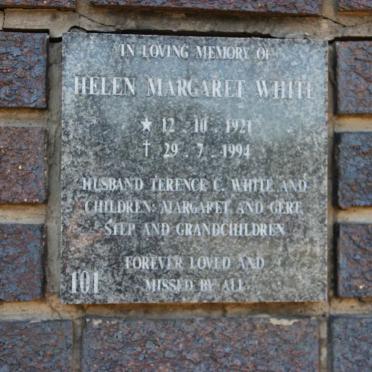 IN LOVING MEMORY OF
HELEN MARGARET WHITE
★ 12 . 10 . 1921
† 29 . 7 . 1994
HUSBAND TERENCE C. WHITE AND
CHILDREN: MARGARET AND GERT,
STEP AND GRANDCHILDREN
FOREVER LOVED AND
MISSED BY ALL
101